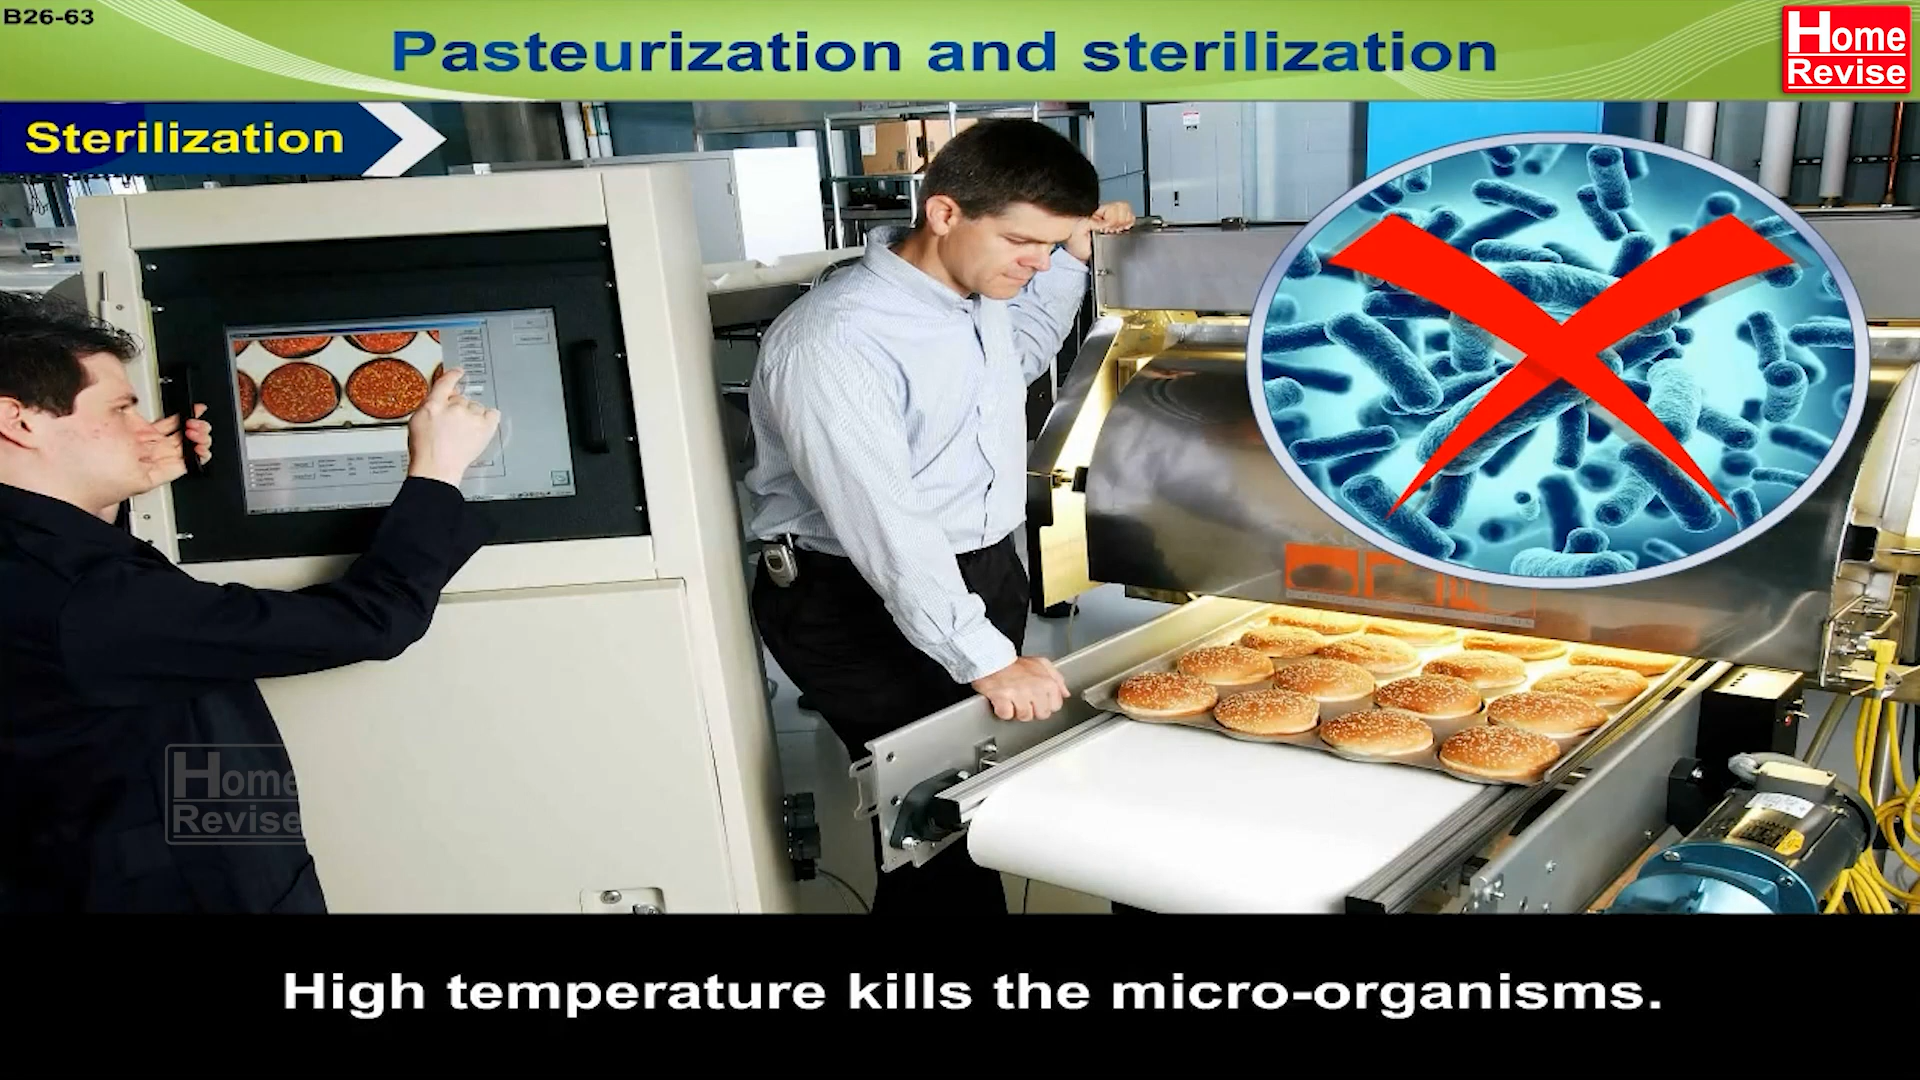 B26-63
Pasteurization and sterilization
Home
Revise
Sterilization
Home
Revise
High temperature kills the micro-organisms.